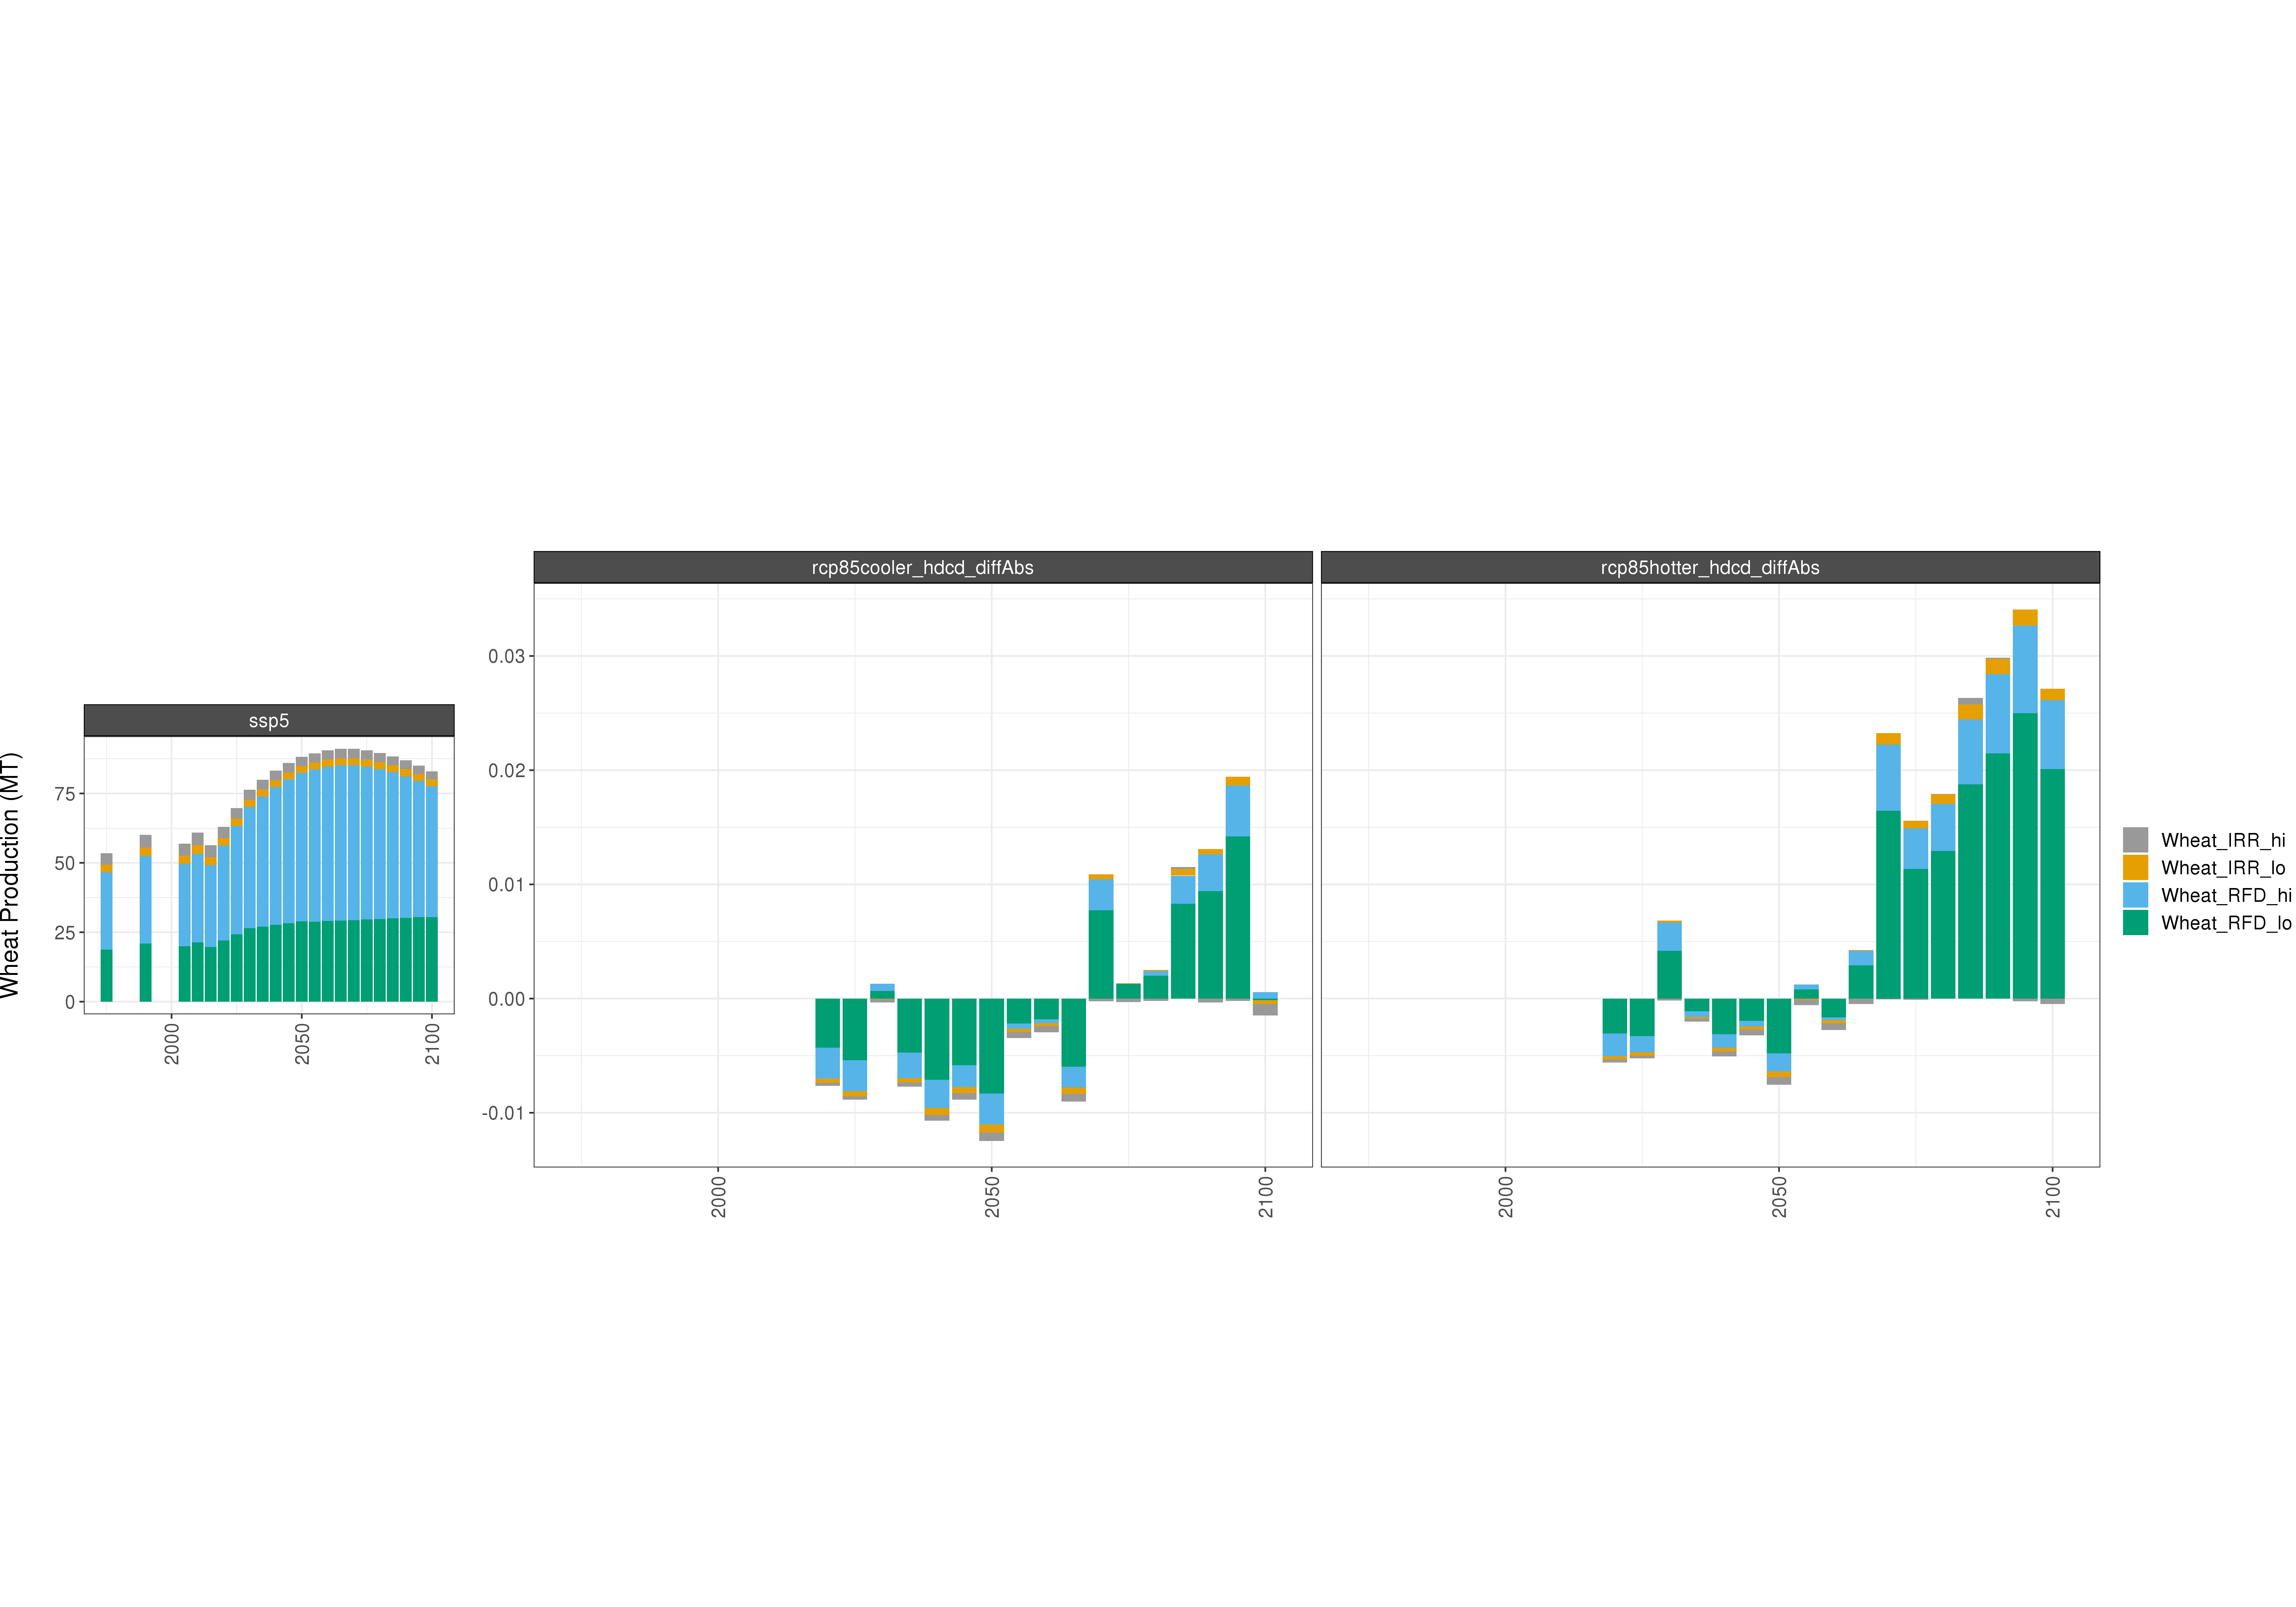 rcp85cooler_hdcd_diffAbs
rcp85hotter_hdcd_diffAbs
ssp5
Wheat Production (MT)
75
50
25
0
2000
2050
2100
0.03
0.02
0.01
0.00
-0.01
2000
2050
2100
2000
2050
2100
Wheat_IRR_hi
Wheat_IRR_lo
Wheat_RFD_hi
Wheat_RFD_lo